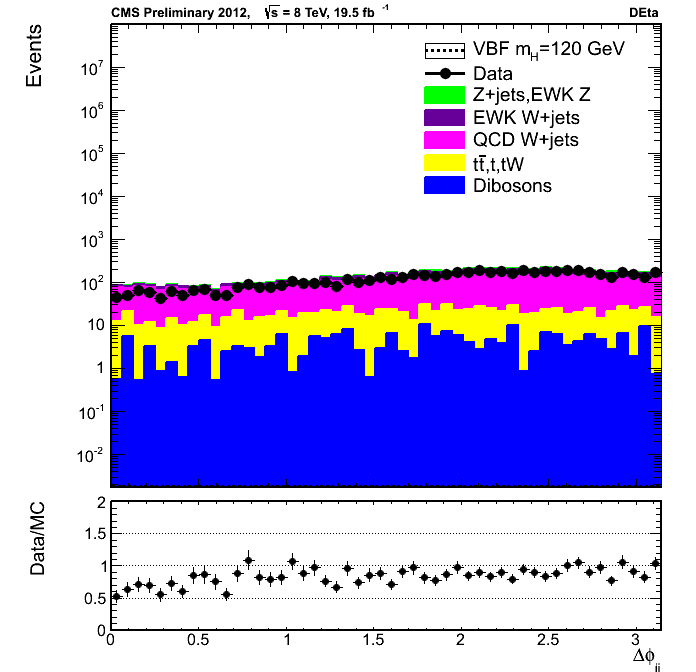 CMS Preliminary 2012, √s = 8 TeV, 19.5 fb⁻¹ DEta
Events
VBF m_H=120 GeV
Data
Z+jets,EWK Z
EWK W+jets
QCD W+jets
tt̄,t,tW
Dibosons
10⁷
10⁶
10⁵
10⁴
10³
10²
10
1
10⁻¹
10⁻²
Data/MC
2
1.5
1
0.5
0
0 0.5 1 1.5 2 2.5 3
Δϕ_jj